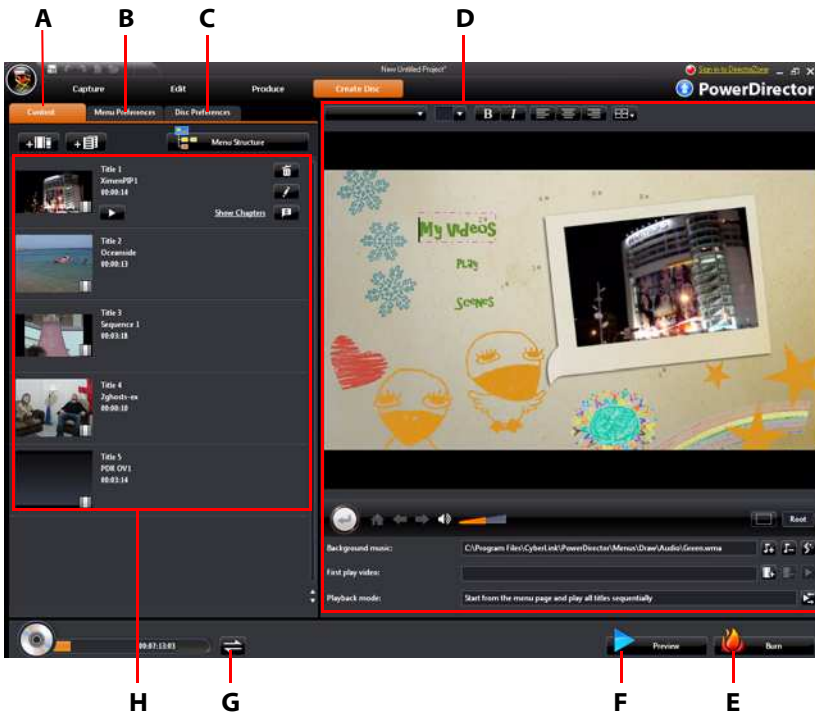 A B C D
New Untitled Project*
Sign in to DirectorZone
Capture Edit Produce Create Disc
PowerDirector
Content Menu Preferences Disc Preferences
B I
Menu Structure
Title 1
XimenPIP1
00:00:14
Show Chapters
Title 2
Oceanside
00:00:13
Title 3
Sequence 1
00:03:18
Title 4
2ghosts-ex
00:00:10
Title 5
PDR OV1
00:03:14
My Videos
Play
Scenes
Root
Background music: C:\Program Files\CyberLink\PowerDirector\Menus\Draw\Audio\Green.wma
First play video:
Playback mode: Start from the menu page and play all titles sequentially
00:07:13:03
Preview
Burn
H G F E